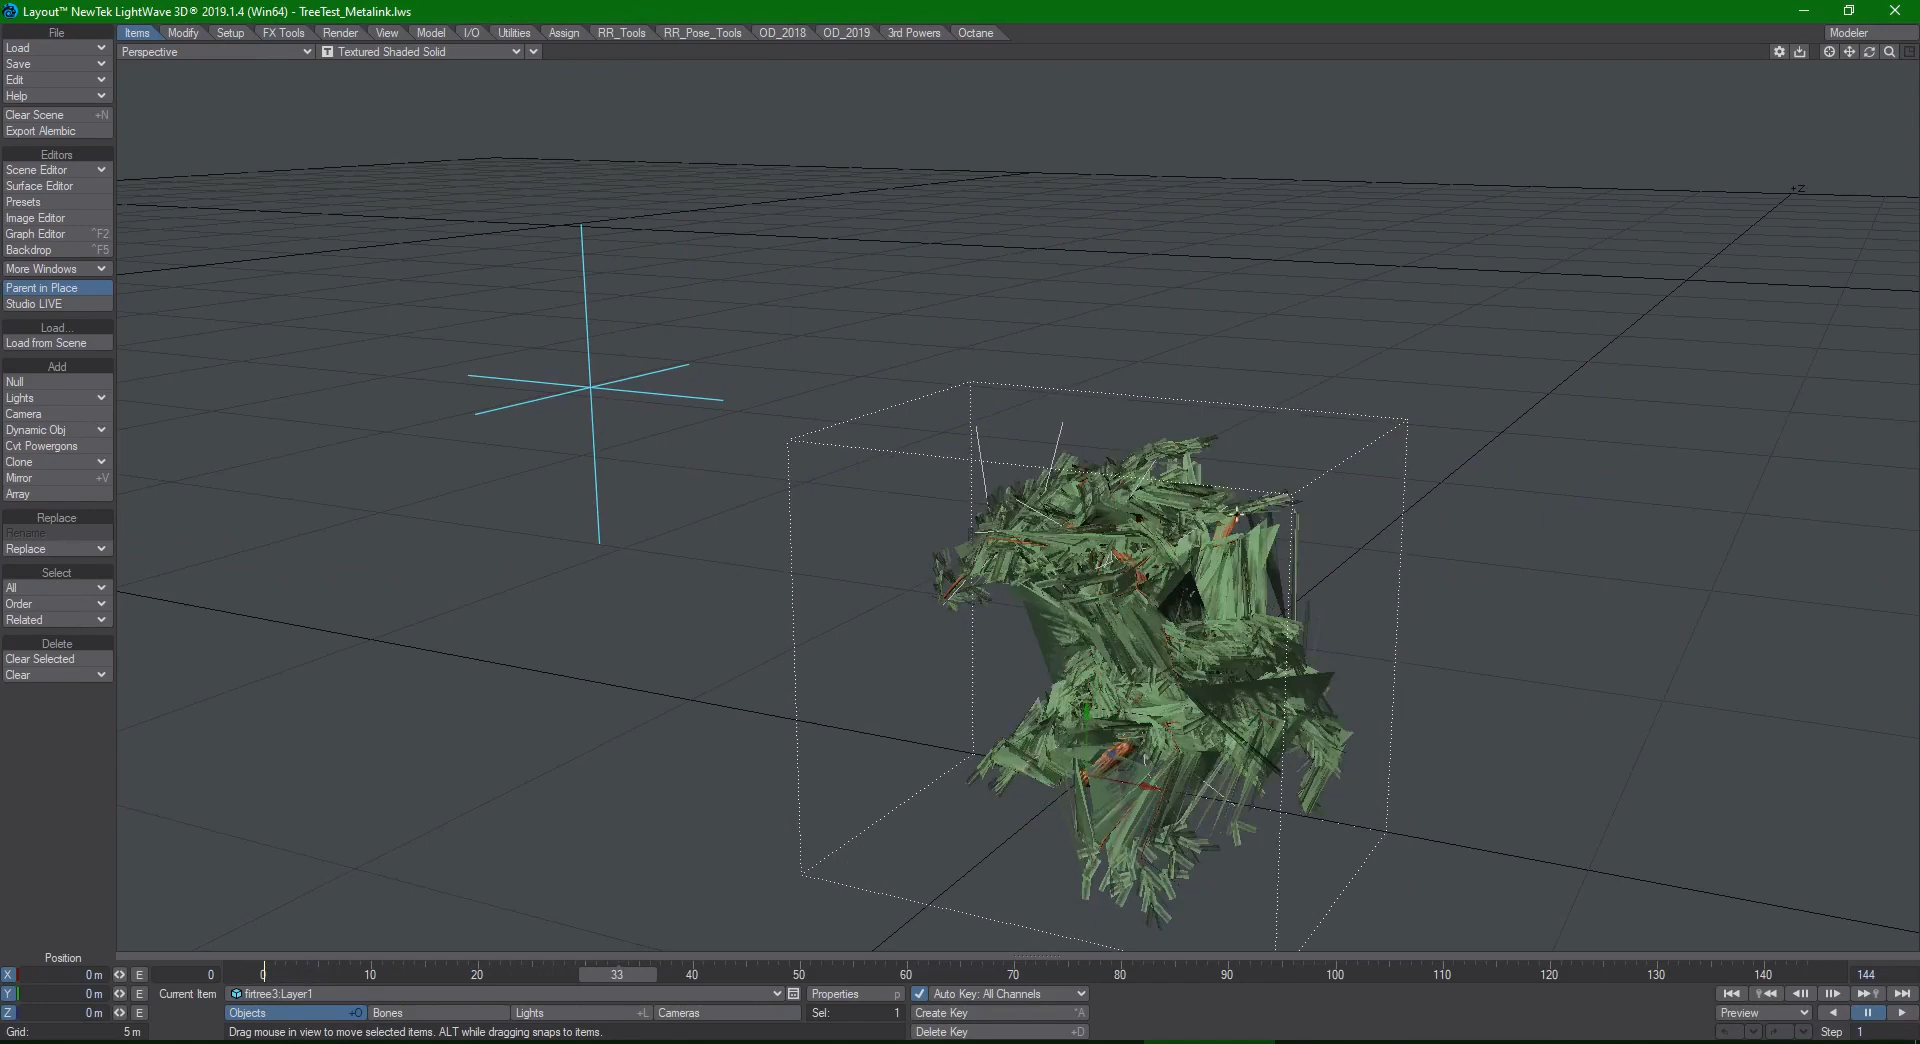 Layout™ NewTek LightWave 3D® 2019.1.4 (Win64) - TreeTest_Metalink.lws
File
Items Modify Setup FX Tools Render View Model I/O Utilities Assign RR_Tools RR_Pose_Tools OD_2018 OD_2019 3rd Powers Octane
Modeler
Load
Perspective
T Textured Shaded Solid
Save
Edit
Help
Clear Scene +N
Export Alembic
Editors
Scene Editor
Surface Editor
Presets
Image Editor
Graph Editor ^F2
Backdrop ^F5
More Windows
Parent in Place
Studio LIVE
Load...
Load from Scene
Add
Null
Lights
Camera
Dynamic Obj
Cvt Powergons
Clone
Mirror +V
Array
Replace
Rename
Replace
Select
All
Order
Related
Delete
Clear Selected
Clear
+Z
Position
X 0 m E 0
0 10 20 33 40 50 60 70 80 90 100 110 120 130 140 144
Y 0 m E Current Item firtree3:Layer1 Properties p Auto Key: All Channels
Z 0 m E Objects +O Bones Lights +L Cameras Sel: 1 Create Key *A Preview
Grid: 5 m Drag mouse in view to move selected items. ALT while dragging snaps to items. Delete Key +D Step 1